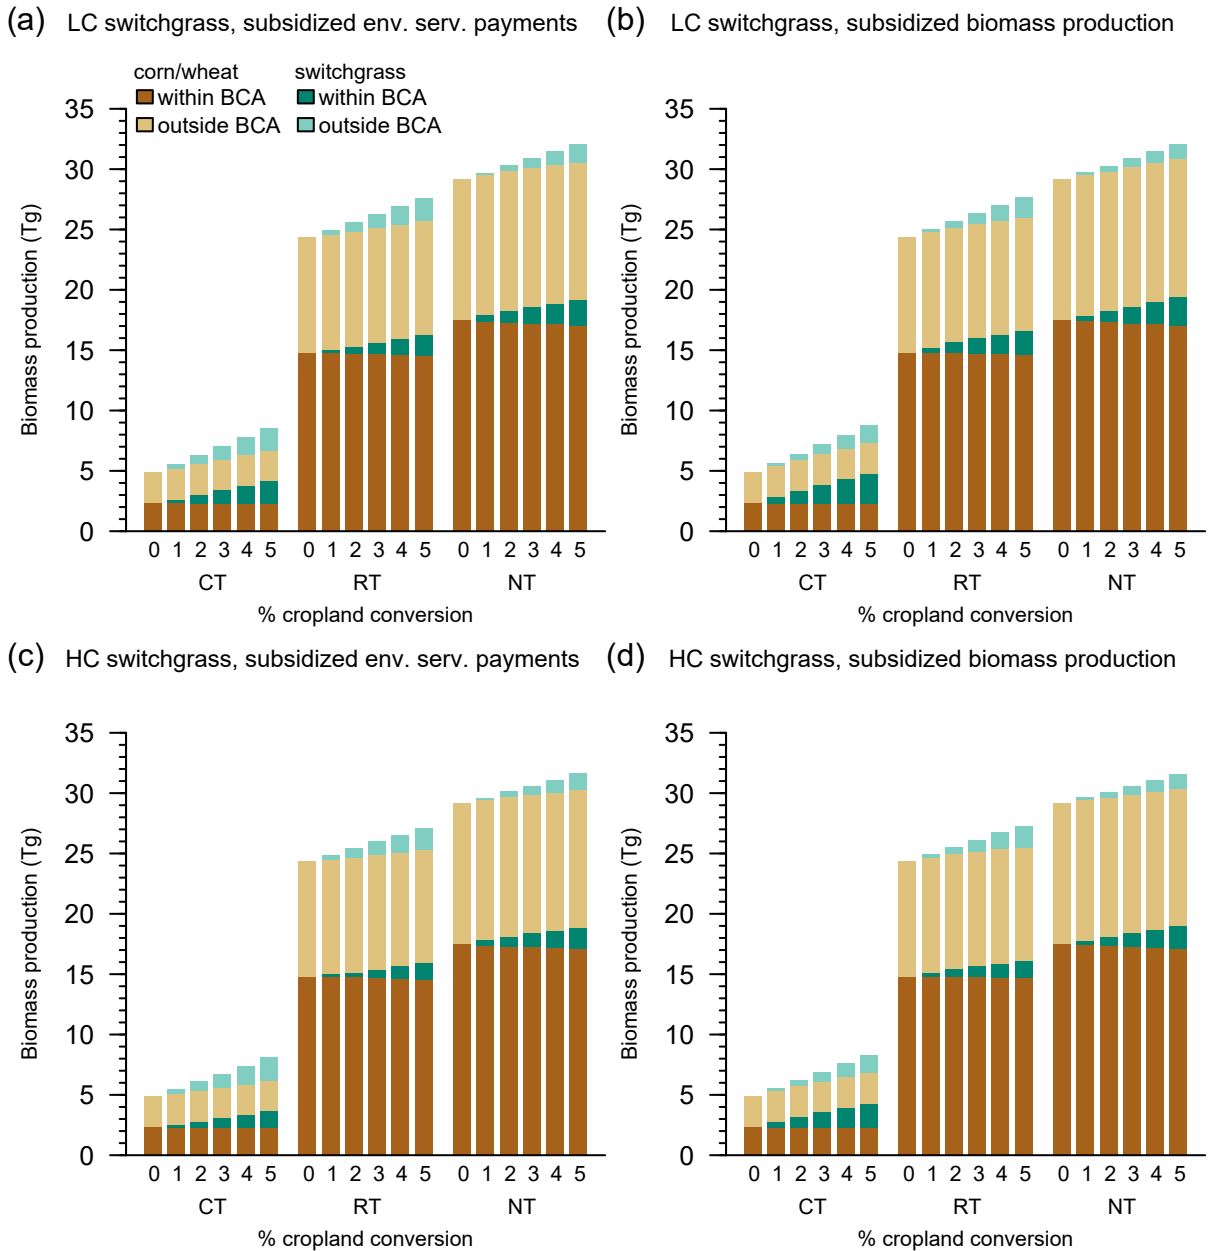 (a) LC switchgrass, subsidized env. serv. payments
corn/wheat switchgrass
within BCA within BCA
outside BCA outside BCA
35
30
25
20
15
10
5
0
Biomass production (Tg)
0 1 2 3 4 5 0 1 2 3 4 5 0 1 2 3 4 5
CT RT NT
% cropland conversion
(b) LC switchgrass, subsidized biomass production
35
30
25
20
15
10
5
0
Biomass production (Tg)
0 1 2 3 4 5 0 1 2 3 4 5 0 1 2 3 4 5
CT RT NT
% cropland conversion
(c) HC switchgrass, subsidized env. serv. payments
35
30
25
20
15
10
5
0
Biomass production (Tg)
0 1 2 3 4 5 0 1 2 3 4 5 0 1 2 3 4 5
CT RT NT
% cropland conversion
(d) HC switchgrass, subsidized biomass production
35
30
25
20
15
10
5
0
Biomass production (Tg)
0 1 2 3 4 5 0 1 2 3 4 5 0 1 2 3 4 5
CT RT NT
% cropland conversion